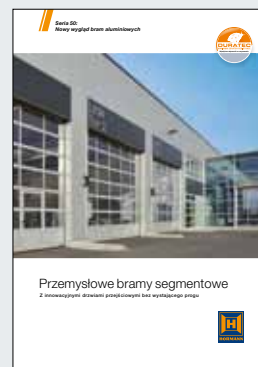 Seria 50:
Nowy wygląd bram aluminiowych
DURATEC
Przemysłowe bramy segmentowe
Z innowacyjnymi drzwiami przejściowymi bez wystającego progu
H
HÖRMANN